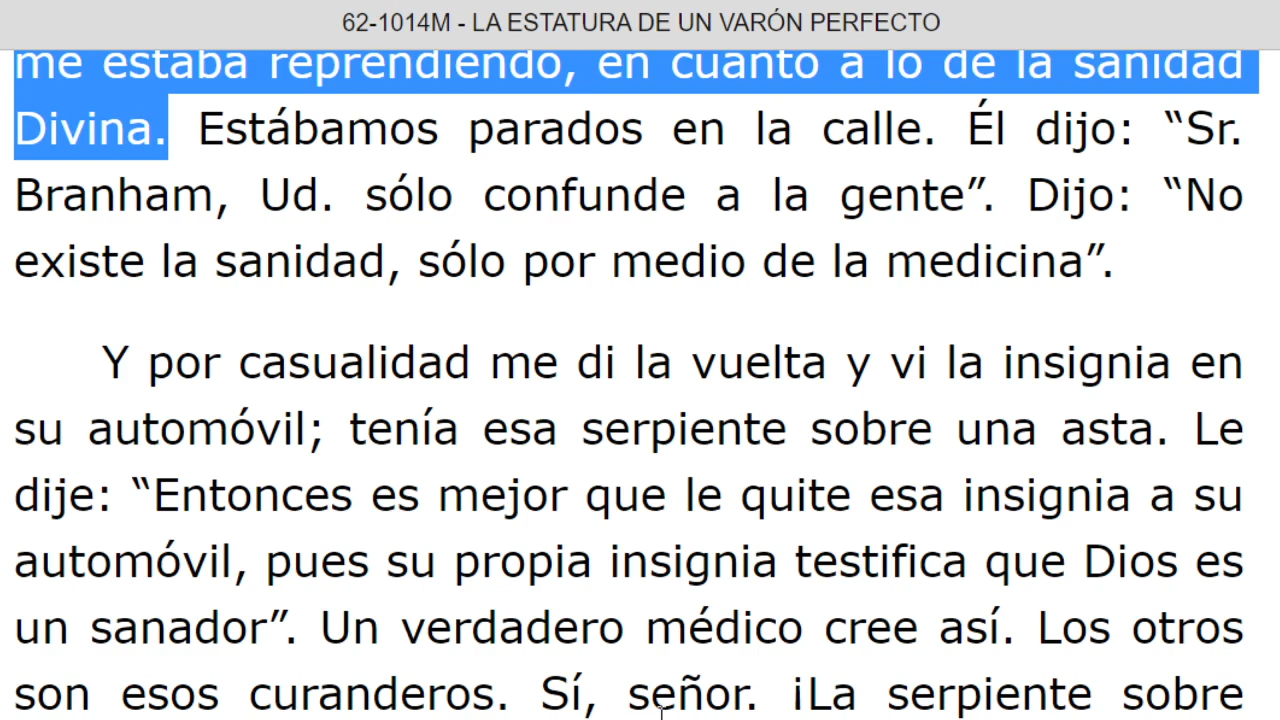 62-1014M - LA ESTATURA DE UN VARÓN PERFECTO
me estaba reprendiendo, en cuanto a lo de la sanidad
Divina. Estábamos parados en la calle. Él dijo: “Sr.
Branham, Ud. sólo confunde a la gente”. Dijo: “No
existe la sanidad, sólo por medio de la medicina”.
Y por casualidad me di la vuelta y vi la insignia en
su automóvil; tenía esa serpiente sobre una asta. Le
dije: “Entonces es mejor que le quite esa insignia a su
automóvil, pues su propia insignia testifica que Dios es
un sanador”. Un verdadero médico cree así. Los otros
son esos curanderos. Sí, señor. ¡La serpiente sobre